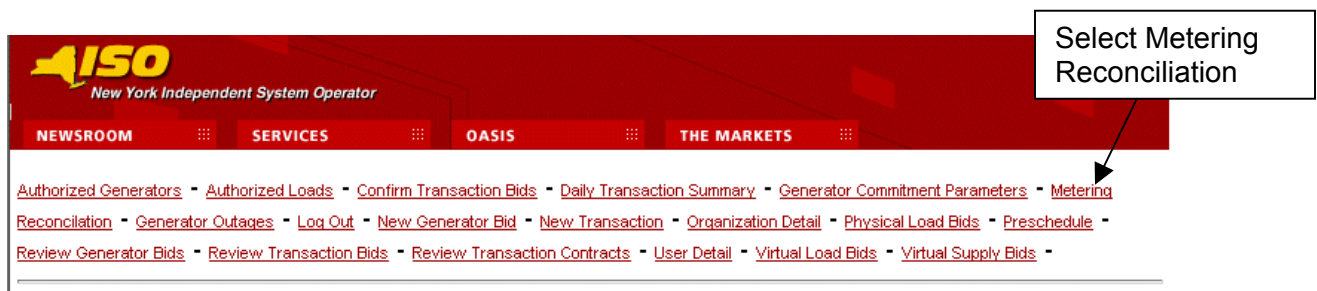 Select Metering
Reconciliation
ISO
New York Independent System Operator
NEWSROOM SERVICES OASIS THE MARKETS
Authorized Generators - Authorized Loads - Confirm Transaction Bids - Daily Transaction Summary - Generator Commitment Parameters - Metering
Reconcilation - Generator Outages - Log Out - New Generator Bid - New Transaction - Organization Detail - Physical Load Bids - Preschedule -
Review Generator Bids - Review Transaction Bids - Review Transaction Contracts - User Detail - Virtual Load Bids - Virtual Supply Bids -